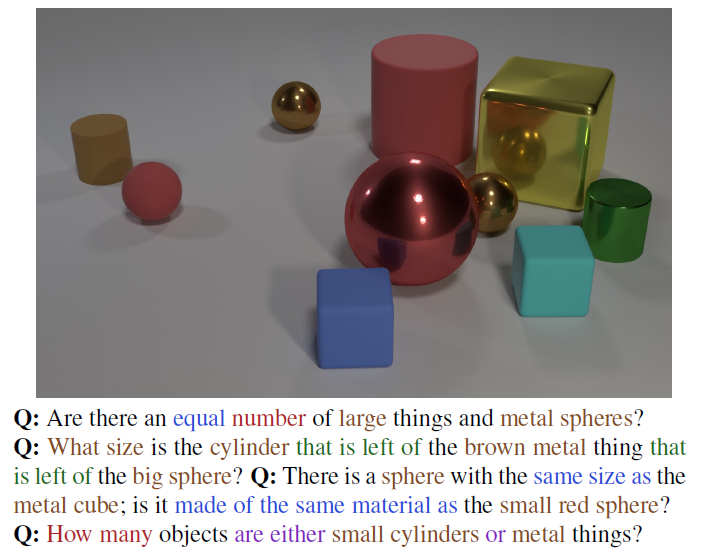 Q: Are there an equal number of large things and metal spheres?
Q: What size is the cylinder that is left of the brown metal thing that
is left of the big sphere? Q: There is a sphere with the same size as the
metal cube; is it made of the same material as the small red sphere?
Q: How many objects are either small cylinders or metal things?